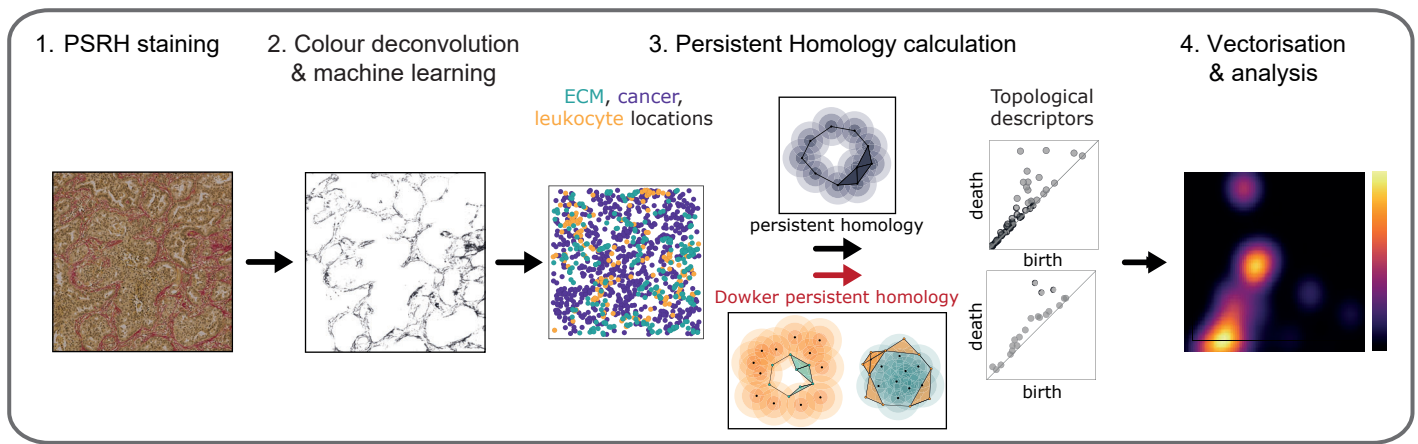 1. PSRH staining
2. Colour deconvolution
& machine learning
3. Persistent Homology calculation
ECM, cancer,
leukocyte locations
persistent homology
Dowker persistent homology
Topological
descriptors
death
birth
death
birth
4. Vectorisation
& analysis